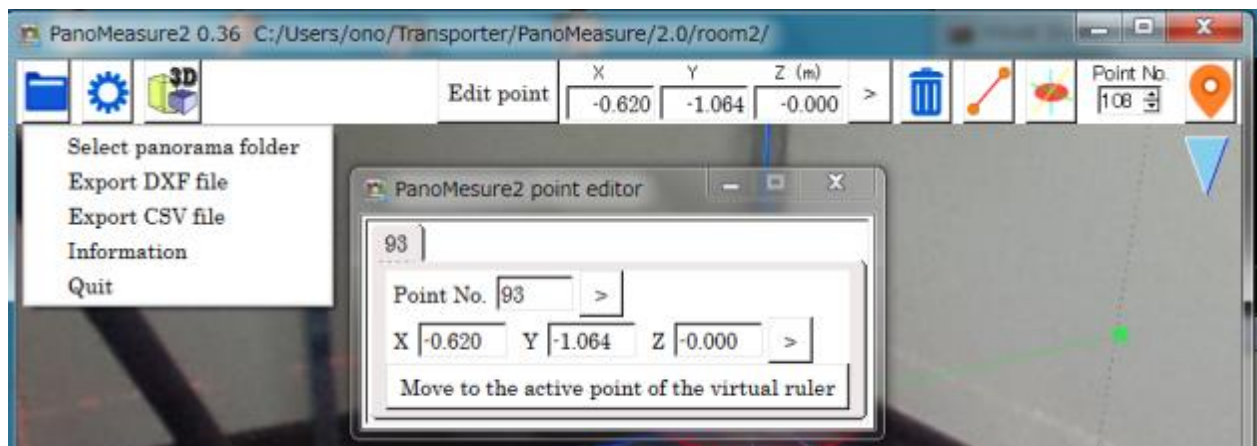 PanoMeasure2 0.36 C:/Users/ono/Transporter/PanoMeasure/2.0/room2/
3D
Edit point
X Y Z (m)
-0.620 -1.064 -0.000 >
Point No.
108
Select panorama folder
Export DXF file
Export CSV file
Information
Quit
PanoMesure2 point editor
93
Point No. 93 >
X -0.620 Y -1.064 Z -0.000 >
Move to the active point of the virtual ruler